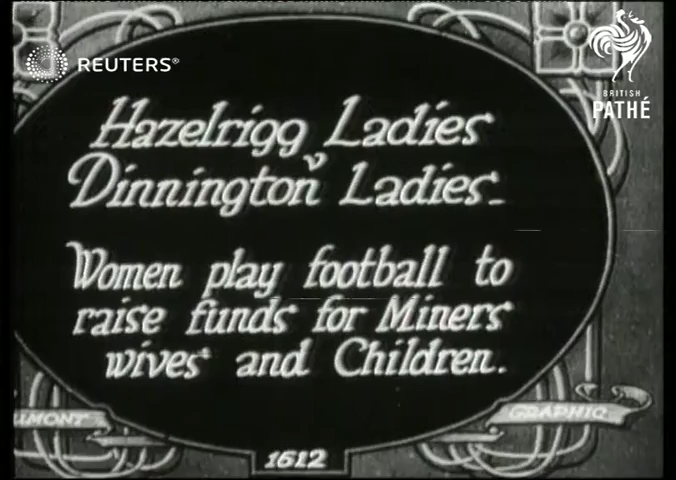 REUTERS®
BRITISH
PATHÉ
Hazelrigg Ladies
v
Dinnington Ladies.
Women play football to
raise funds for Miners
wives and Children.
GRAPHIC
1612